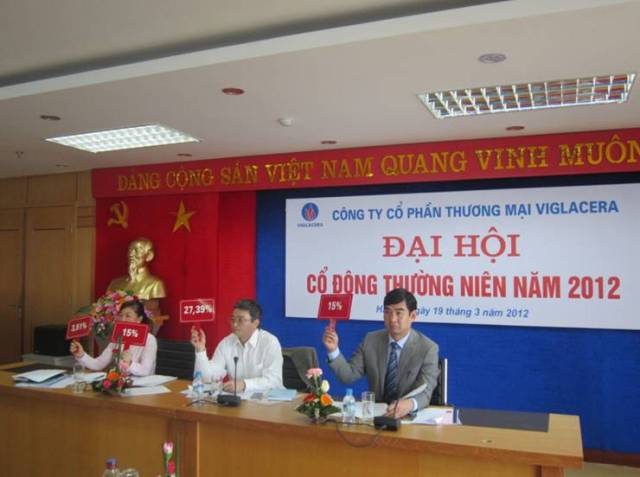 ĐẢNG CỘNG SẢN VIỆT NAM QUANG VINH MUÔN
VIGLACERA
CÔNG TY CỔ PHẦN THƯƠNG MẠI VIGLACERA
ĐẠI HỘI
CỔ ĐÔNG THƯỜNG NIÊN NĂM 2012
ngày 19 tháng 3 năm 2012
2,81%
15%
27,39%
15%